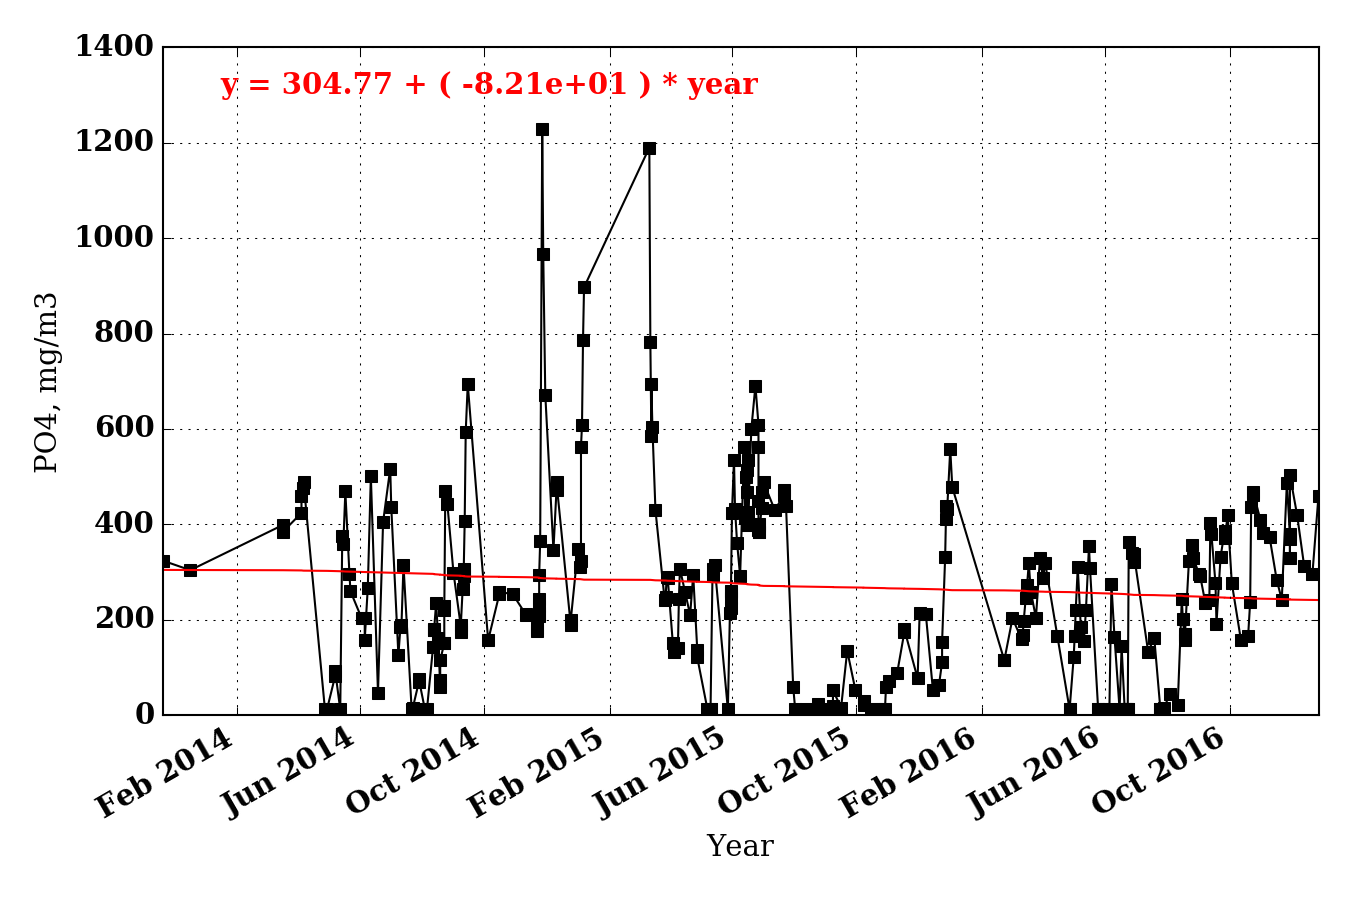 y = 304.77 + ( -8.21e+01 ) * year
1400
1200
1000
800
600
400
200
0
PO4, mg/m3
Feb 2014
Jun 2014
Oct 2014
Feb 2015
Jun 2015
Oct 2015
Feb 2016
Jun 2016
Oct 2016
Year